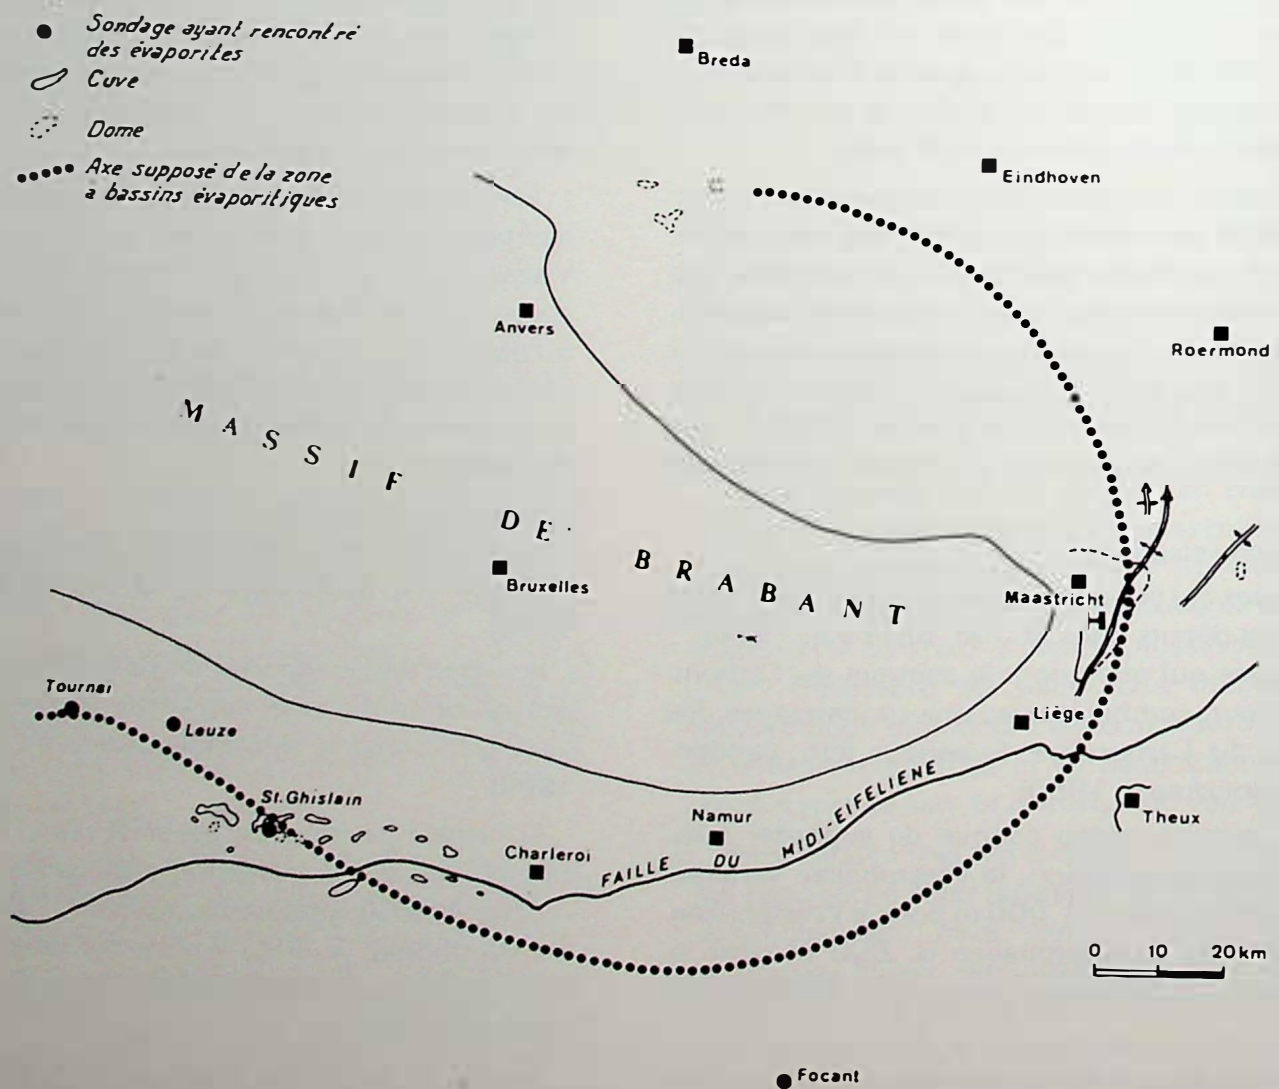 Sondage ayant rencontré
des évaporites
Cuve
Dome
Axe supposé de la zone
a bassins évaporitiques
Breda
Eindhoven
Anvers
Roermond
MASSIF
DE
BRABANT
Bruxelles
Maastricht
Tournai
Leuze
Liège
St.Ghislain
Namur
Theux
Charleroi
FAILLE DU MIDI-EIFELIENE
0 10 20km
Focant